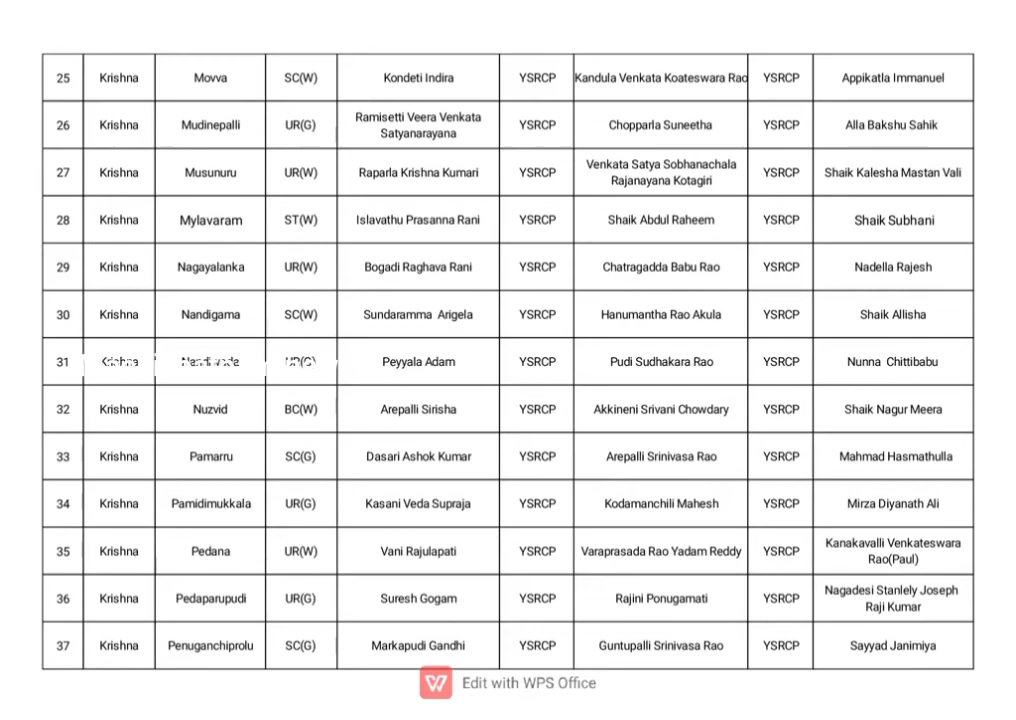 25 Krishna Movva SC(W) Kondeti Indira YSRCP Kandula Venkata Koateswara Rao YSRCP Appikatla Immanuel
26 Krishna Mudinepalli UR(G) Ramisetti Veera Venkata Satyanarayana YSRCP Chopparla Suneetha YSRCP Alla Bakshu Sahik
27 Krishna Musunuru UR(W) Raparla Krishna Kumari YSRCP Venkata Satya Sobhanachala Rajanayana Kotagiri YSRCP Shaik Kalesha Mastan Vali
28 Krishna Mylavaram ST(W) Islavathu Prasanna Rani YSRCP Shaik Abdul Raheem YSRCP Shaik Subhani
29 Krishna Nagayalanka UR(W) Bogadi Raghava Rani YSRCP Chatragadda Babu Rao YSRCP Nadella Rajesh
30 Krishna Nandigama SC(W) Sundaramma Arigela YSRCP Hanumantha Rao Akula YSRCP Shaik Allisha
31 Krishna Peyyala Adam YSRCP Pudi Sudhakara Rao YSRCP Nunna Chittibabu
32 Krishna Nuzvid BC(W) Arepalli Sirisha YSRCP Akkineni Srivani Chowdary YSRCP Shaik Nagur Meera
33 Krishna Pamarru SC(G) Dasari Ashok Kumar YSRCP Arepalli Srinivasa Rao YSRCP Mahmad Hasmathulla
34 Krishna Pamidimukkala UR(G) Kasani Veda Supraja YSRCP Kodamanchili Mahesh YSRCP Mirza Diyanath Ali
35 Krishna Pedana UR(W) Vani Rajulapati YSRCP Varaprasada Rao Yadam Reddy YSRCP Kanakavalli Venkateswara Rao(Paul)
36 Krishna Pedaparupudi UR(G) Suresh Gogam YSRCP Rajini Ponugamati YSRCP Nagadesi Stanlely Joseph Raji Kumar
37 Krishna Penuganchiprolu SC(G) Markapudi Gandhi YSRCP Guntupalli Srinivasa Rao YSRCP Sayyad Janimiya
Edit with WPS Office